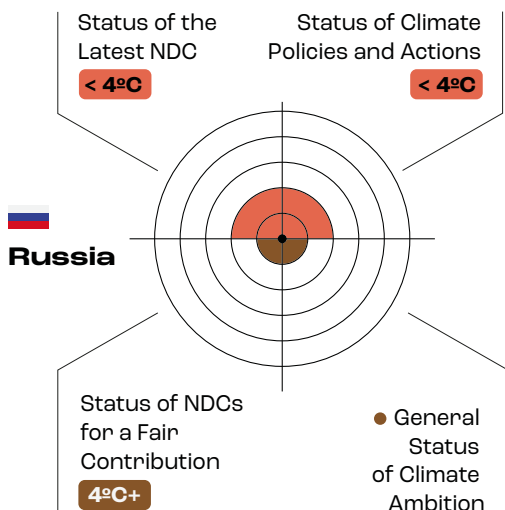 Status of the
Latest NDC
< 4ºC
Status of Climate
Policies and Actions
< 4ºC
Russia
Status of NDCs
for a Fair
Contribution
4ºC+
General
Status
of Climate
Ambition